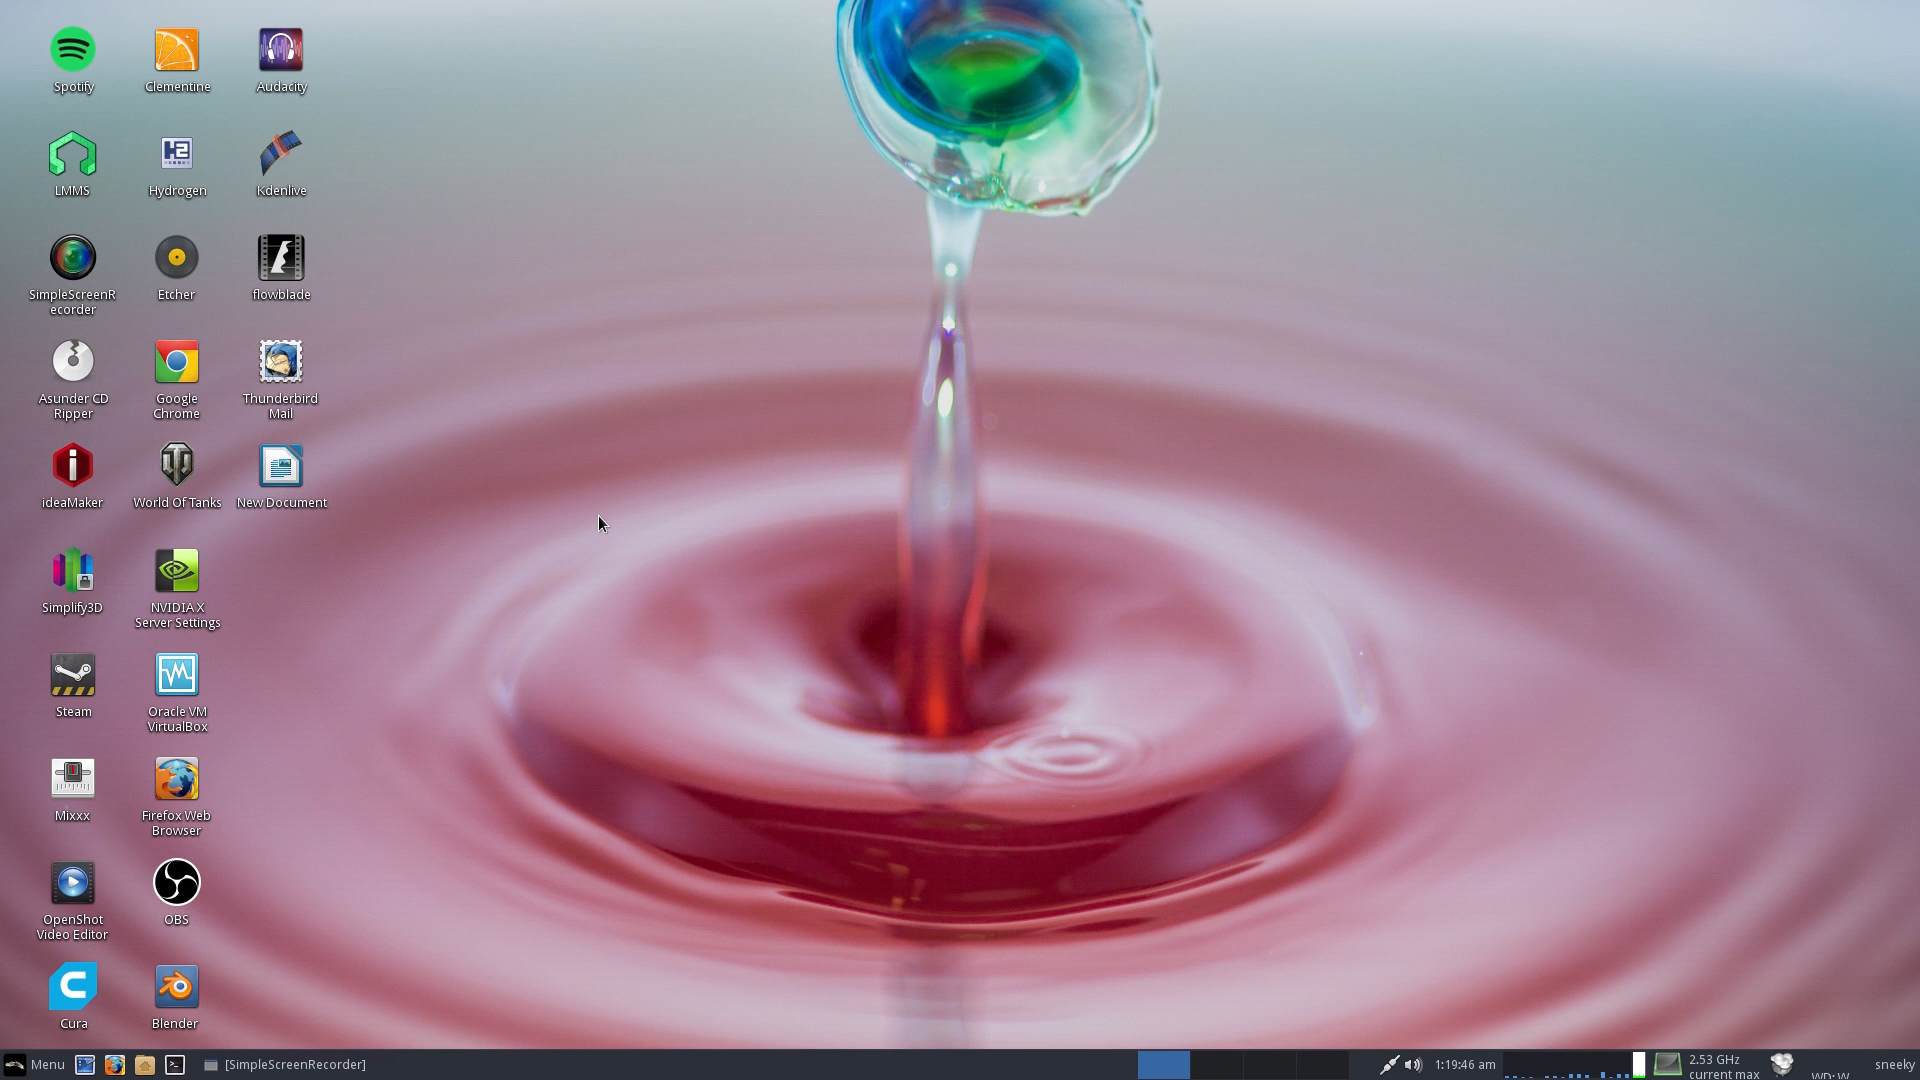 Spotify
Clementine
Audacity
LMMS
H2
Hydrogen
Kdenlive
SimpleScreenR
ecorder
Etcher
flowblade
Asunder CD
Ripper
Google
Chrome
Thunderbird
Mail
ideaMaker
World Of Tanks
New Document
Simplify3D
NVIDIA X
Server Settings
Steam
Oracle VM
VirtualBox
Mixxx
Firefox Web
Browser
OpenShot
Video Editor
OBS
Cura
Blender
Menu
[SimpleScreenRecorder]
1:19:46 am
2.53 GHz
current max
WD: W
sneeky